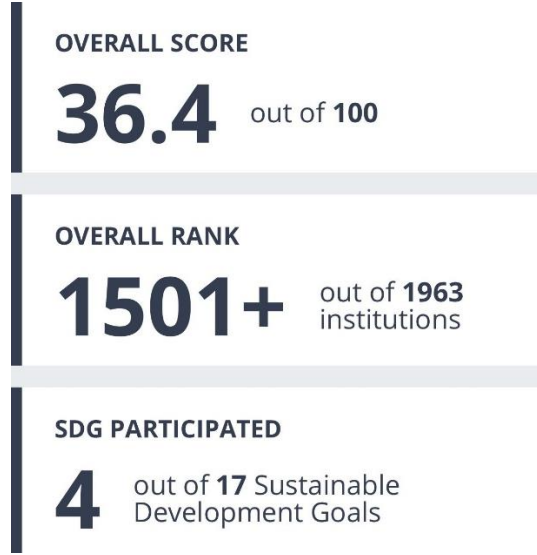 OVERALL SCORE
36.4 out of 100
OVERALL RANK
1501+ out of 1963
institutions
SDG PARTICIPATED
4 out of 17 Sustainable
Development Goals